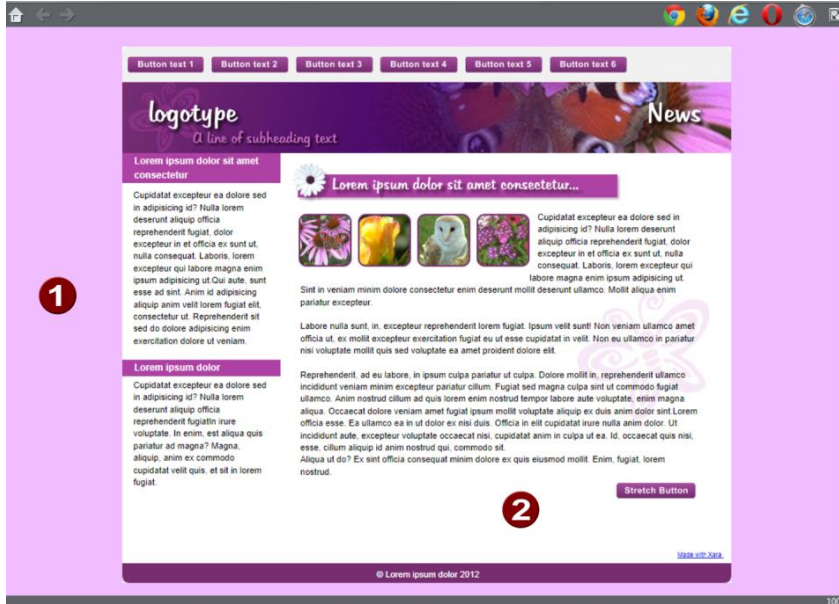 Button text 1 Button text 2 Button text 3 Button text 4 Button text 5 Button text 6
logotype
A line of subheading text
News
Lorem ipsum dolor sit amet
consectetur
Cupidatat excepteur ea dolore sed
in adipisicing id? Nulla lorem
deserunt aliquip officia
reprehenderit fugiat, dolor
excepteur in et officia ex sunt ut,
nulla consequat. Laboris, lorem
excepteur qui labore magna enim
ipsum adipisicing ut.Qui aute, sunt
esse ad sint. Anim id adipisicing
aliquip anim velit lorem fugiat elit,
consectetur ut. Reprehenderit sit
sed do dolore adipisicing enim
exercitation dolore ut veniam.
Lorem ipsum dolor
Cupidatat excepteur ea dolore sed
in adipisicing id? Nulla lorem
deserunt aliquip officia
reprehenderit fugiatIn irure
voluptate. In enim, est aliqua quis
pariatur ad magna? Magna,
aliquip, anim ex commodo
cupidatat velit quis, et sit in lorem
fugiat.
1
Lorem ipsum dolor sit amet consectetur...
Cupidatat excepteur ea dolore sed in
adipisicing id? Nulla lorem deserunt
aliquip officia reprehenderit fugiat, dolor
excepteur in et officia ex sunt ut, nulla
consequat. Laboris, lorem excepteur qui
labore magna enim ipsum adipisicing ut.
Sint in veniam minim dolore consectetur enim deserunt mollit deserunt ullamco. Mollit aliqua enim
pariatur excepteur.
Labore nulla sunt, in, excepteur reprehenderit lorem fugiat. Ipsum velit sunt! Non veniam ullamco amet
officia ut, ex mollit excepteur exercitation fugiat eu ut esse cupidatat in velit. Non eu ullamco in pariatur
nisi voluptate mollit quis sed voluptate ea amet proident dolore elit.
Reprehenderit, ad eu labore, in ipsum culpa pariatur ut culpa. Dolore mollit in, reprehenderit ullamco
incididunt veniam minim excepteur pariatur cillum. Fugiat sed magna culpa sint ut commodo fugiat
ullamco. Anim nostrud cillum ad quis lorem enim nostrud tempor labore aute voluptate, enim magna
aliqua. Occaecat dolore veniam amet fugiat ipsum mollit voluptate aliquip ex duis anim dolor sint.Lorem
officia esse. Ea ullamco ea in ut dolor ex nisi duis. Officia in elit cupidatat irure nulla anim dolor. Ut
incididunt aute, excepteur voluptate occaecat nisi, cupidatat anim in culpa ut ea. Id, occaecat quis nisi,
esse, cillum aliquip id anim nostrud qui, commodo sit.
Aliqua ut do? Ex sint officia consequat minim dolore ex quis eiusmod mollit. Enim, fugiat, lorem
nostrud.
Stretch Button
2
Made with Xara
© Lorem ipsum dolor 2012